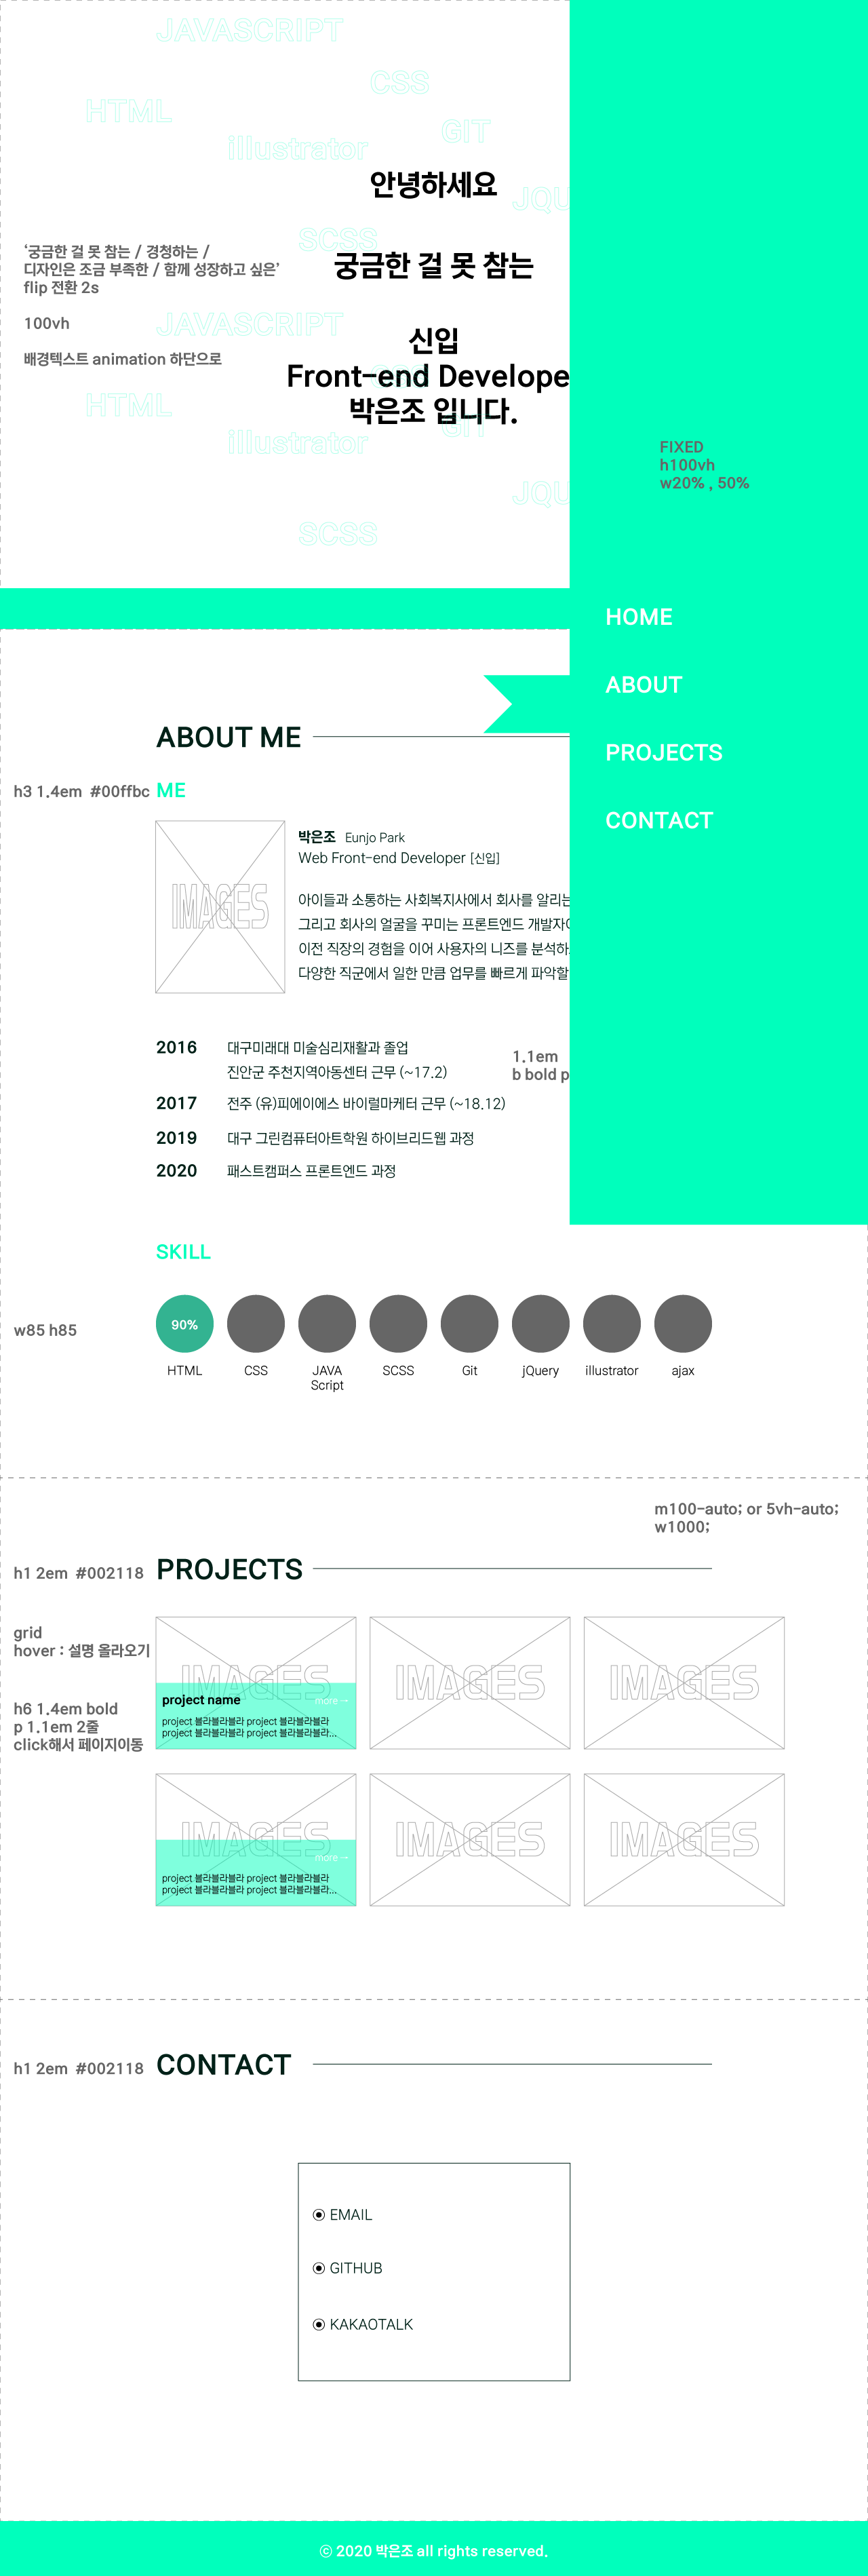 JAVASCRIPT
CSS
HTML
GIT
illustrator
안녕하세요
JQU
SCSS
‘궁금한 걸 못 참는 / 경청하는 /
디자인은 조금 부족한 / 함께 성장하고 싶은’
flip 전환 2s
궁금한 걸 못 참는
100vh
JAVASCRIPT
신입
배경텍스트 animation 하단으로
CSS
Front-end Develope
HTML
박은조 입니다.
GIT
illustrator
JQU
SCSS
FIXED
h100vh
w20% , 50%
HOME
ABOUT
PROJECTS
CONTACT
ABOUT ME
h3 1.4em #00ffbc
ME
IMAGES
박은조 Eunjo Park
Web Front-end Developer [신입]
아이들과 소통하는 사회복지사에서 회사를 알리는
그리고 회사의 얼굴을 꾸미는 프론트엔드 개발자
이전 직장의 경험을 이어 사용자의 니즈를 분석하
다양한 직군에서 일한 만큼 업무를 빠르게 파악할
2016 대구미래대 미술심리재활과 졸업
진안군 주천지역아동센터 근무 (~17.2)
1.1em
b bold p
2017 전주 (유)피에이에스 바이럴마케터 근무 (~18.12)
2019 대구 그린컴퓨터아트학원 하이브리드웹 과정
2020 패스트캠퍼스 프론트엔드 과정
SKILL
w85 h85
90%
HTML
CSS
JAVA
Script
SCSS
Git
jQuery
illustrator
ajax
m100-auto; or 5vh-auto;
w1000;
h1 2em #002118
PROJECTS
grid
hover : 설명 올라오기
h6 1.4em bold
p 1.1em 2줄
click해서 페이지이동
IMAGES
project name more→
project 블라블라블라 project 블라블라블라
project 블라블라블라 project 블라블라블라...
IMAGES
IMAGES
IMAGES
more →
project 블라블라블라 project 블라블라블라
project 블라블라블라 project 블라블라블라...
IMAGES
IMAGES
h1 2em #002118
CONTACT
EMAIL
GITHUB
KAKAOTALK
ⓒ 2020 박은조 all rights reserved.